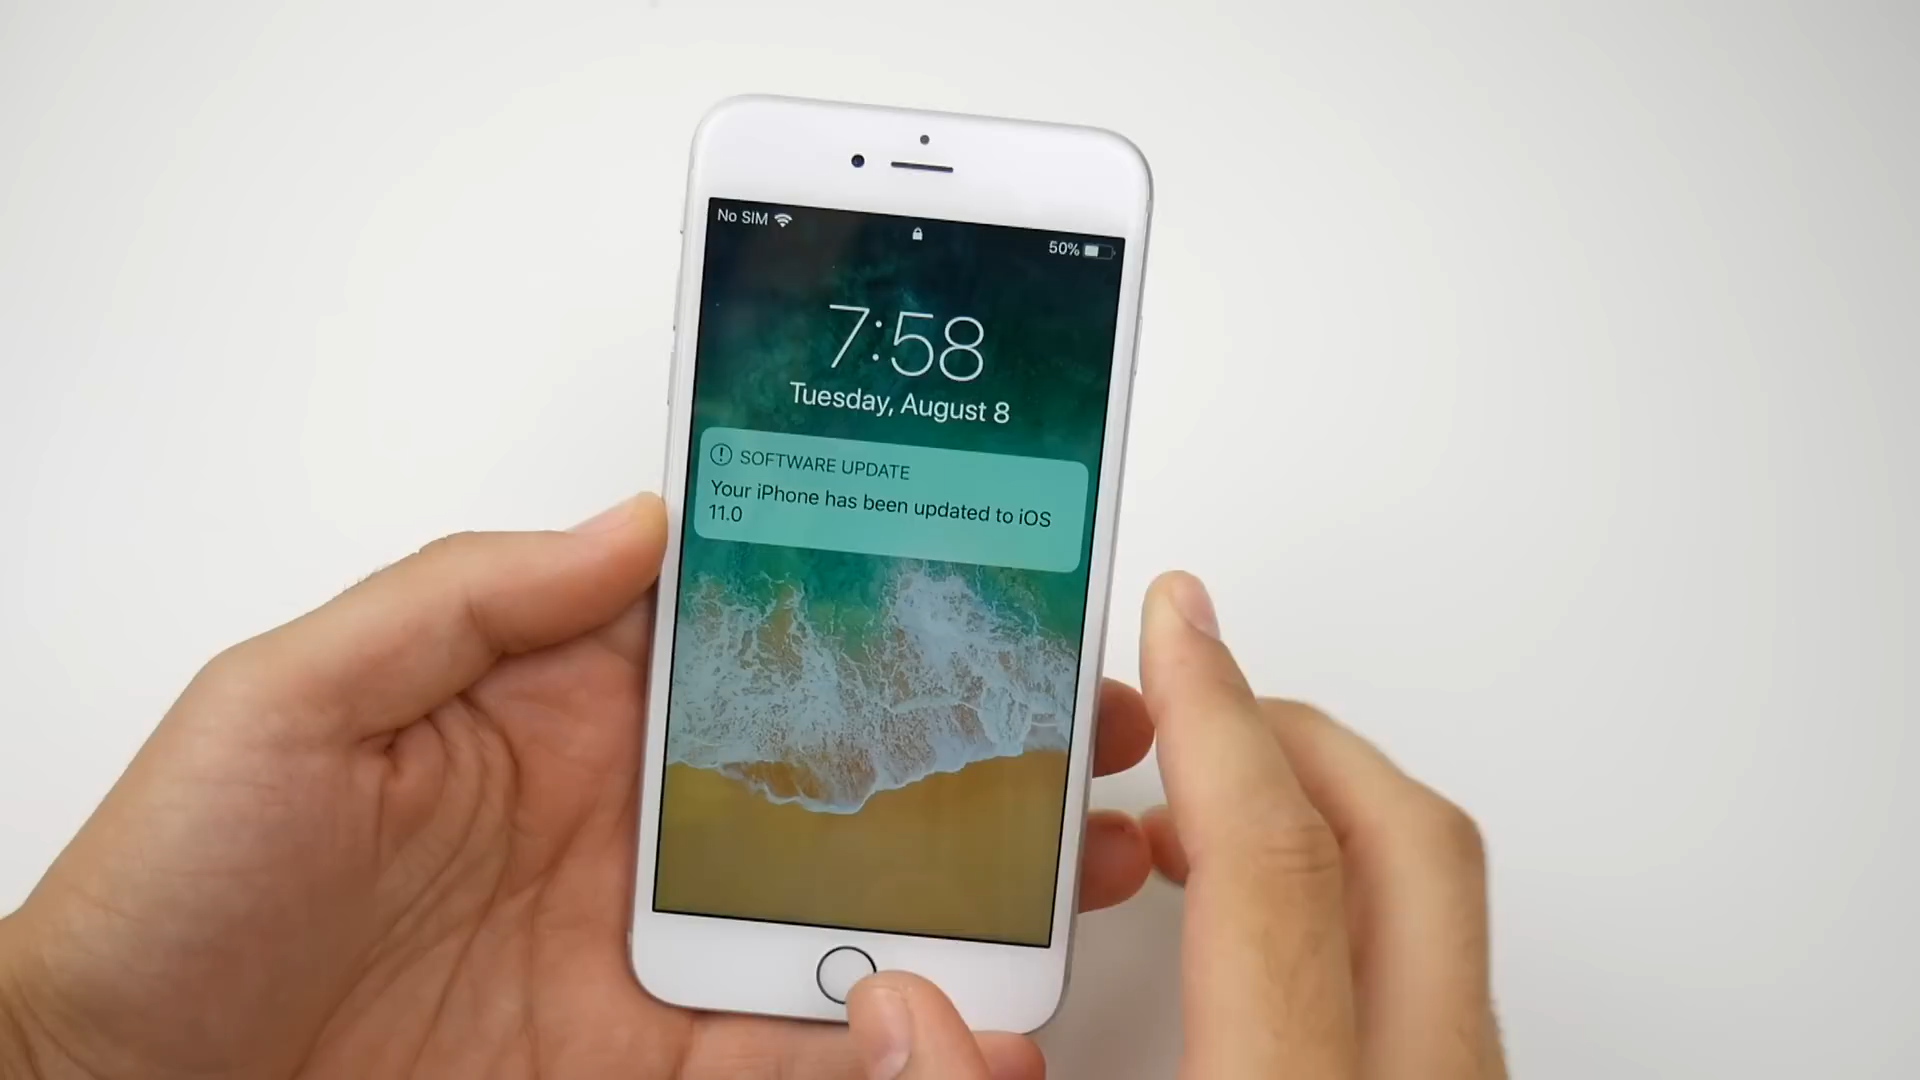 No SIM
50%
7:58
Tuesday, August 8
SOFTWARE UPDATE
Your iPhone has been updated to iOS
11.0